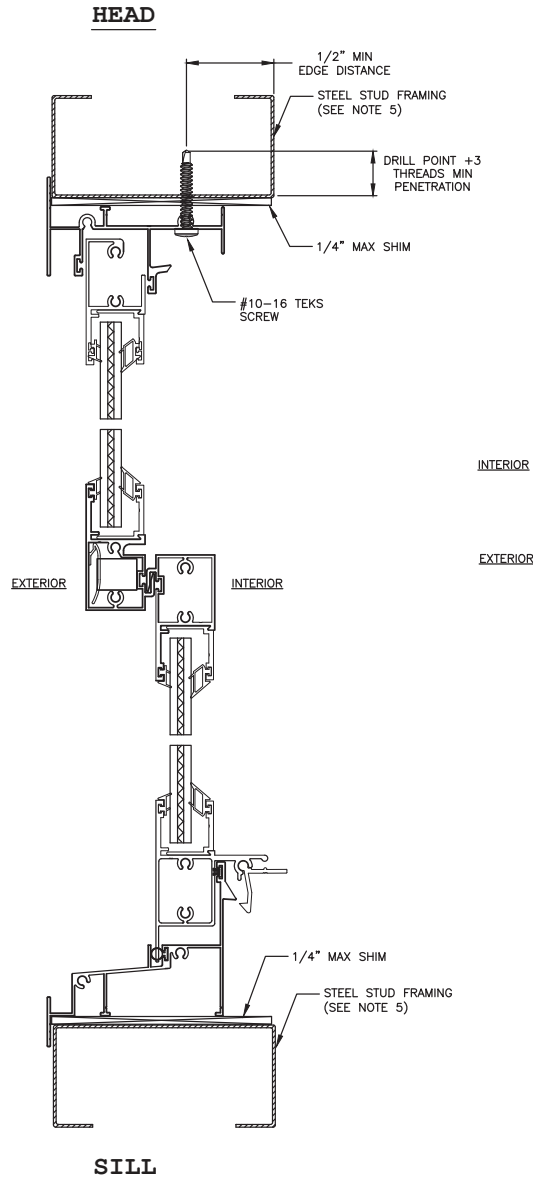 HEAD
1/2” MIN
EDGE DISTANCE
STEEL STUD FRAMING
(SEE NOTE 5)
DRILL POINT +3
THREADS MIN
PENETRATION
1/4” MAX SHIM
#10-16 TEKS
SCREW
INTERIOR
EXTERIOR
INTERIOR
EXTERIOR
1/4” MAX SHIM
STEEL STUD FRAMING
(SEE NOTE 5)
SILL